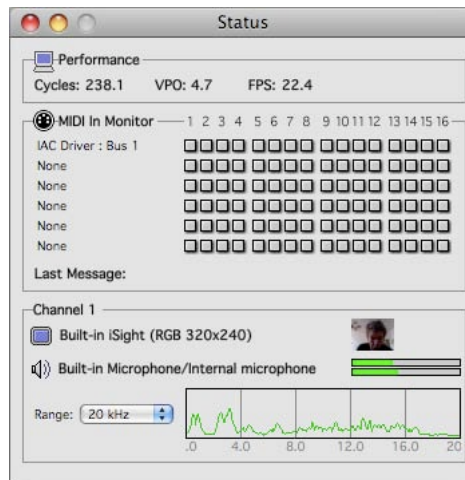 Status
Performance
Cycles: 238.1 VPO: 4.7 FPS: 22.4
MIDI In Monitor 1 2 3 4 5 6 7 8 9 10 11 12 13 14 15 16
IAC Driver : Bus 1
None
None
None
None
None
Last Message:
Channel 1
Built-in iSight (RGB 320x240)
Built-in Microphone/Internal microphone
Range: 20 kHz
.0 4.0 8.0 12.0 16.0 20